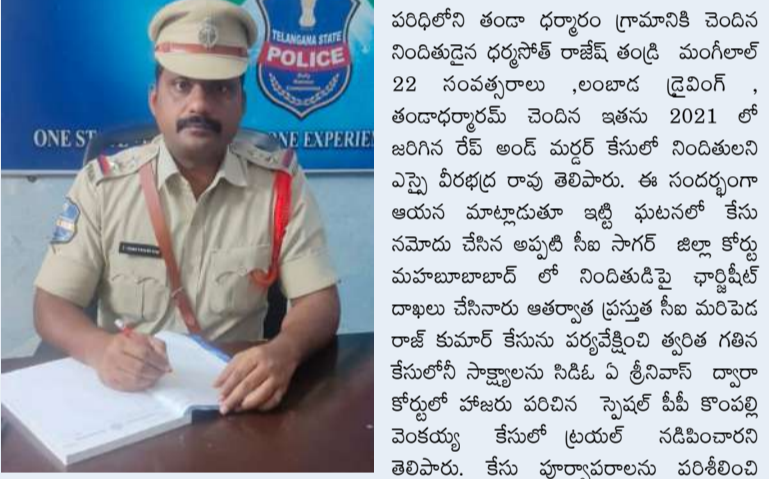 TELANGANA STATE
POLICE
ONE ST
ONE EXPERIEN
పరిధిలోని తండా ధర్మారం గ్రామానికి చెందిన
నిందితుడైన ధర్మసోత్ రాజేష్ తండ్రి మంగీలాల్
22 సంవత్సరాలు ,లంబాడ డ్రైవింగ్ ,
తండాధర్మారమ్ చెందిన ఇతను 2021 లో
జరిగిన రేప్ అండ్ మర్డర్ కేసులో నిందితులని
ఎస్సై వీరభద్ర రావు తెలిపారు. ఈ సందర్భంగా
ఆయన మాట్లాడుతూ ఇట్టి ఘటనలో కేసు
నమోదు చేసిన అప్పటి సీఐ సాగర్ జిల్లా కోర్టు
మహబూబాబాద్ లో నిందితుడిపై ఛార్జిషీట్
దాఖలు చేసినారు ఆతర్వాత ప్రస్తుత సీఐ మరిపెడ
రాజ్ కుమార్ కేసును పర్యవేక్షించి త్వరిత గతిన
కేసులోనీ సాక్ష్యాలను సిడిఓ ఏ శ్రీనివాస్ ద్వారా
కోర్టులో హాజరు పరిచిన స్పెషల్ పీపీ కొంపల్లి
వెంకయ్య కేసులో ట్రయల్ నడిపించారని
తెలిపారు. కేసు పూర్వాపరాలను పరిశీలించి